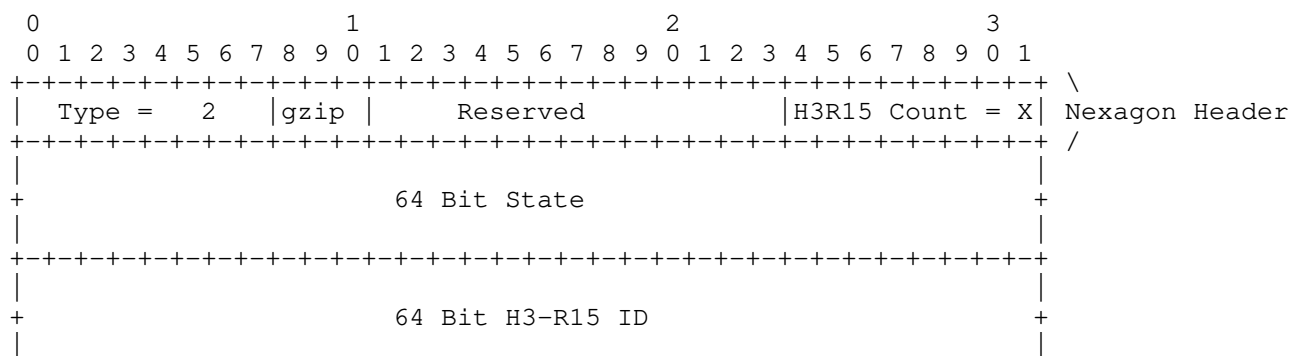 0                   1                   2                   3
 0 1 2 3 4 5 6 7 8 9 0 1 2 3 4 5 6 7 8 9 0 1 2 3 4 5 6 7 8 9 0 1
+-+-+-+-+-+-+-+-+-+-+-+-+-+-+-+-+-+-+-+-+-+-+-+-+-+-+-+-+-+-+-+-+ \
|  Type =   2   |gzip |     Reserved            |H3R15 Count = X| Nexagon Header
+-+-+-+-+-+-+-+-+-+-+-+-+-+-+-+-+-+-+-+-+-+-+-+-+-+-+-+-+-+-+-+-+ /
|                                                               |
+                       64 Bit State                            +
|                                                               |
+-+-+-+-+-+-+-+-+-+-+-+-+-+-+-+-+-+-+-+-+-+-+-+-+-+-+-+-+-+-+-+-+
|                                                               |
+                       64 Bit H3-R15 ID                        +
|                                                               |